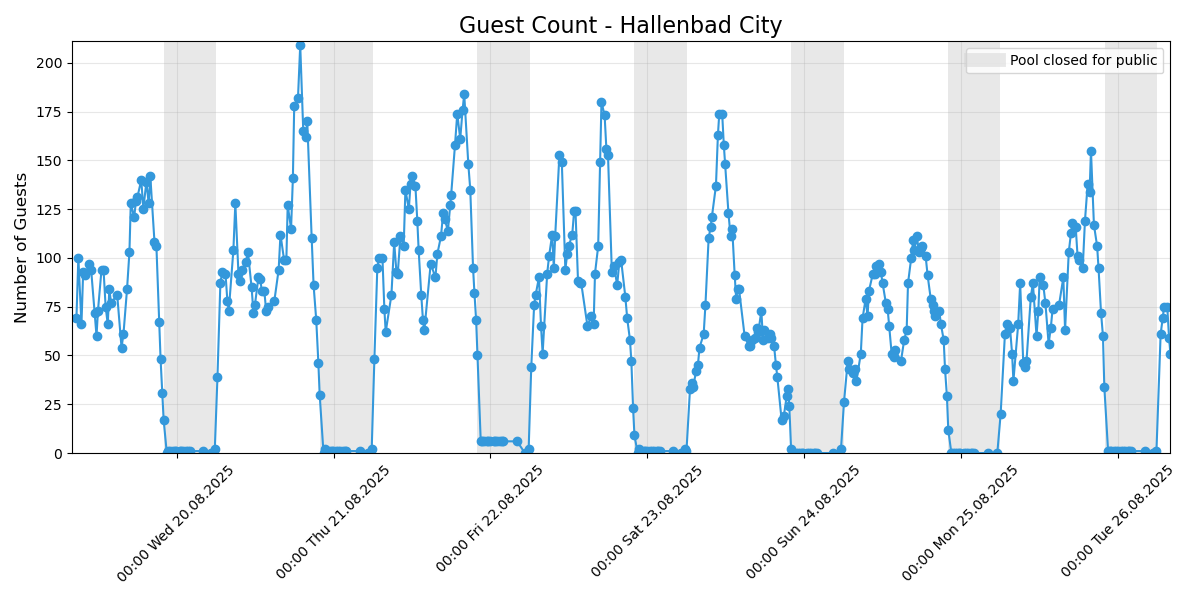 Guest Count - Hallenbad City
Pool closed for public
Number of Guests
200
175
150
125
100
75
50
25
0
00:00 Wed 20.08.2025
00:00 Thu 21.08.2025
00:00 Fri 22.08.2025
00:00 Sat 23.08.2025
00:00 Sun 24.08.2025
00:00 Mon 25.08.2025
00:00 Tue 26.08.2025